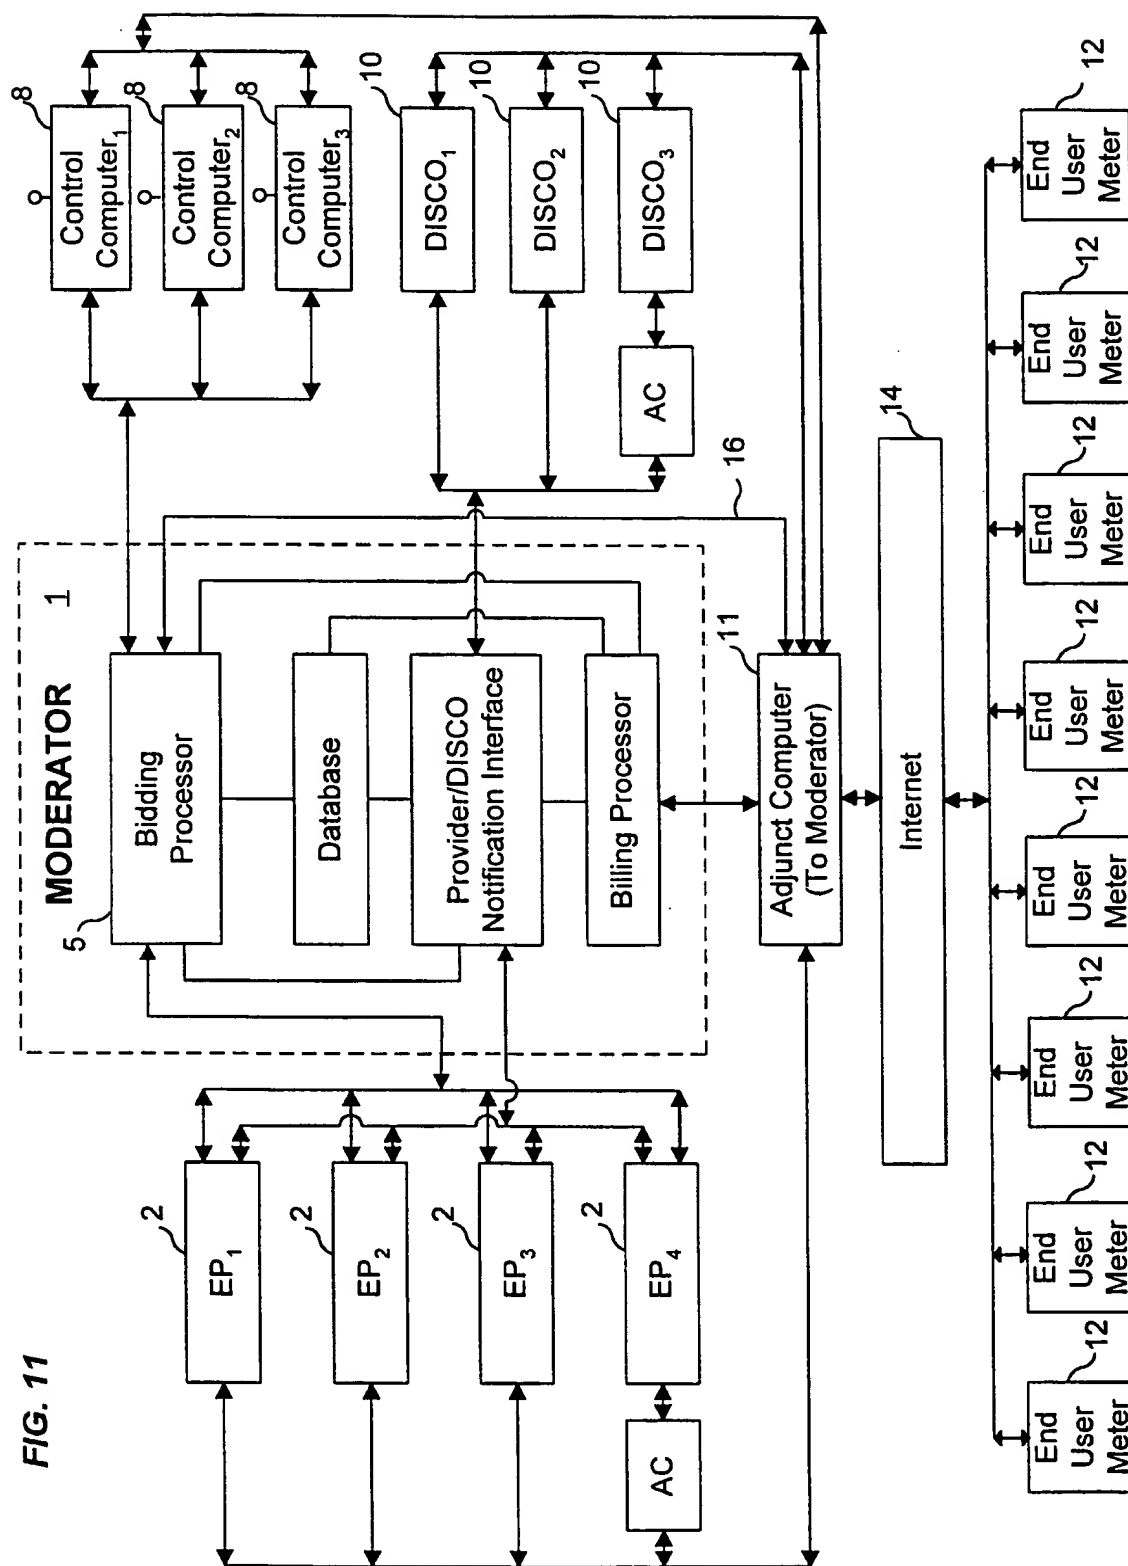 FIG. 11
MODERATOR 1
5
Bidding
Processor
Database
Provider/DISCO
Notification Interface
Billing Processor
2
EP1
2
EP2
2
EP3
2
EP4
AC
8
Control
Computer1
8
Control
Computer2
8
Control
Computer3
10
DISCO1
10
DISCO2
10
DISCO3
AC
16
11
Adjunct Computer
(To Moderator)
14
Internet
12
End
User
Meter
12
End
User
Meter
12
End
User
Meter
12
End
User
Meter
12
End
User
Meter
12
End
User
Meter
12
End
User
Meter
12
End
User
Meter